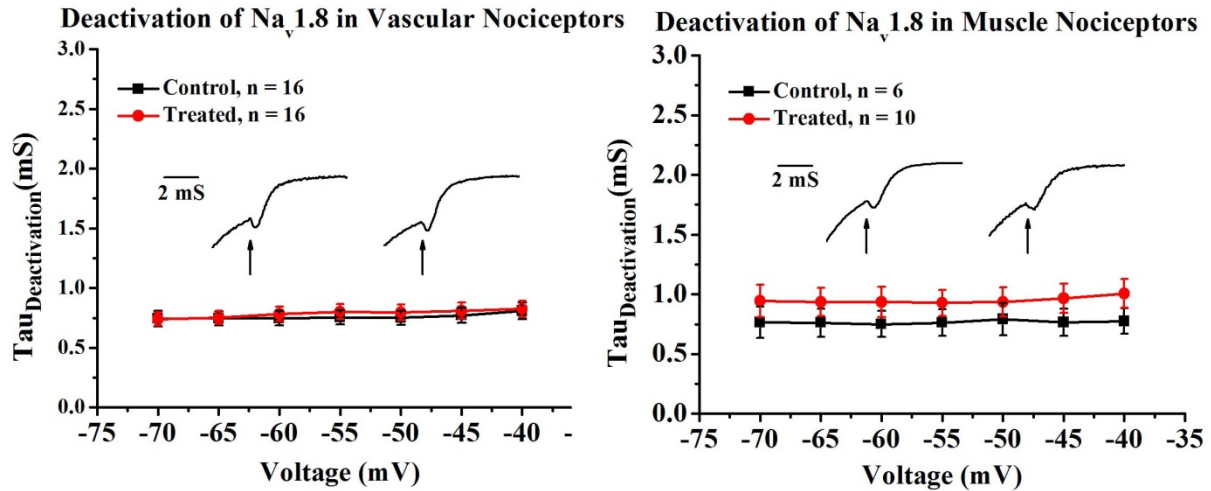 Deactivation of Nav1.8 in Vascular Nociceptors
3.0
2.5
2.0
1.5
1.0
0.5
0.0
TauDeactivation(mS)
Control, n = 16
Treated, n = 16
2 mS
-75 -70 -65 -60 -55 -50 -45 -40 -
Voltage (mV)
Deactivation of Nav1.8 in Muscle Nociceptors
3.0
2.5
2.0
1.5
1.0
0.5
0.0
TauDeactivation(mS)
Control, n = 6
Treated, n = 10
2 mS
-75 -70 -65 -60 -55 -50 -45 -40 -35
Voltage (mV)